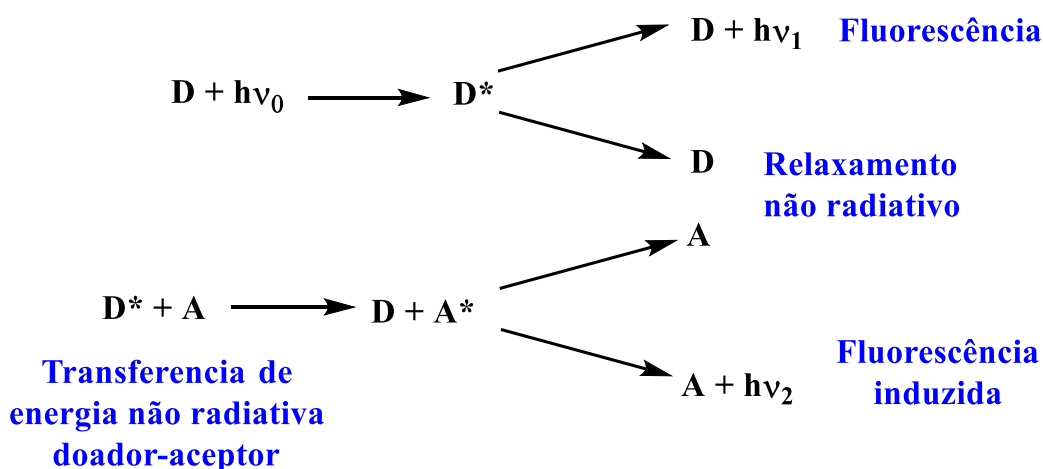 D + hν1 Fluorescência
D + hν0 D*
D Relaxamento
não radiativo
A
D* + A D + A*
Transferencia de
energia não radiativa
doador-aceptor
Fluorescência
induzida
A + hν2